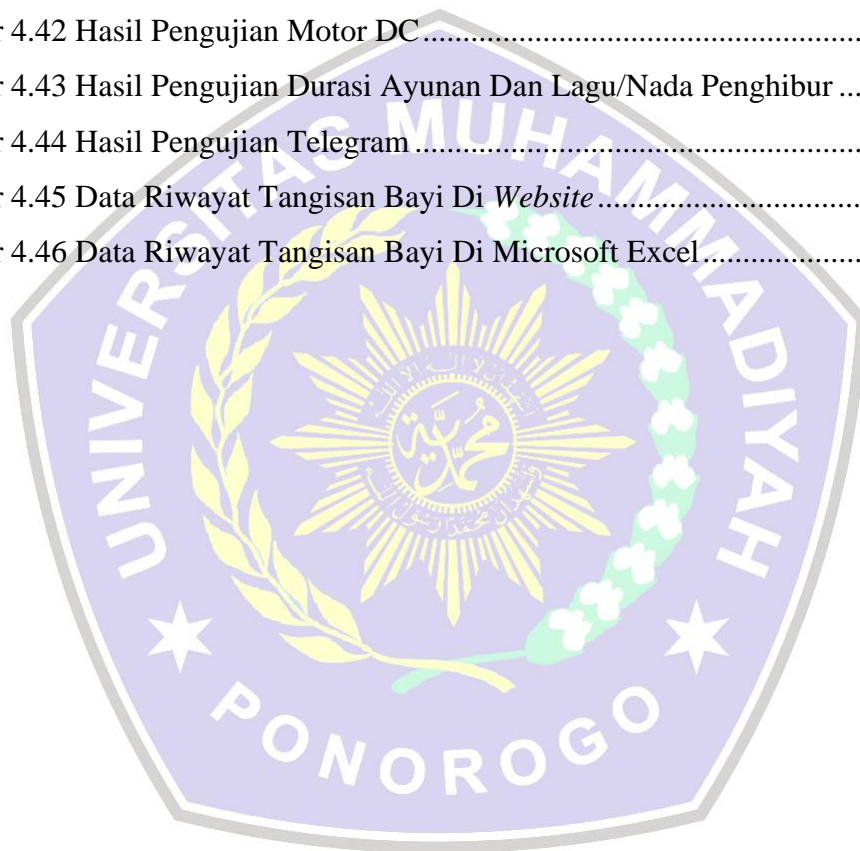 r 4.42 Hasil Pengujian Motor DC
r 4.43 Hasil Pengujian Durasi Ayunan Dan Lagu/Nada Penghibur
r 4.44 Hasil Pengujian Telegram
r 4.45 Data Riwayat Tangisan Bayi Di Website
r 4.46 Data Riwayat Tangisan Bayi Di Microsoft Excel
UNIVERSITAS MUHAMMADIYAH
PONOROGO
محمدية